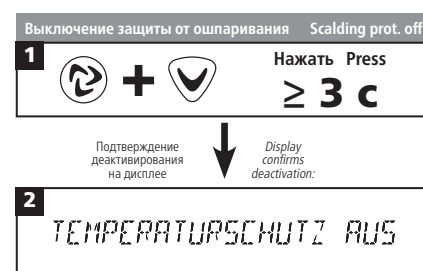 Выключение защиты от ошпаривания Scalding prot. off
1
Нажать Press
+
≥ 3 с
Подтверждение
деактивирования
на дисплее
Display
confirms
deactivation:
2
TEMPERATURSCHUTZ AUS